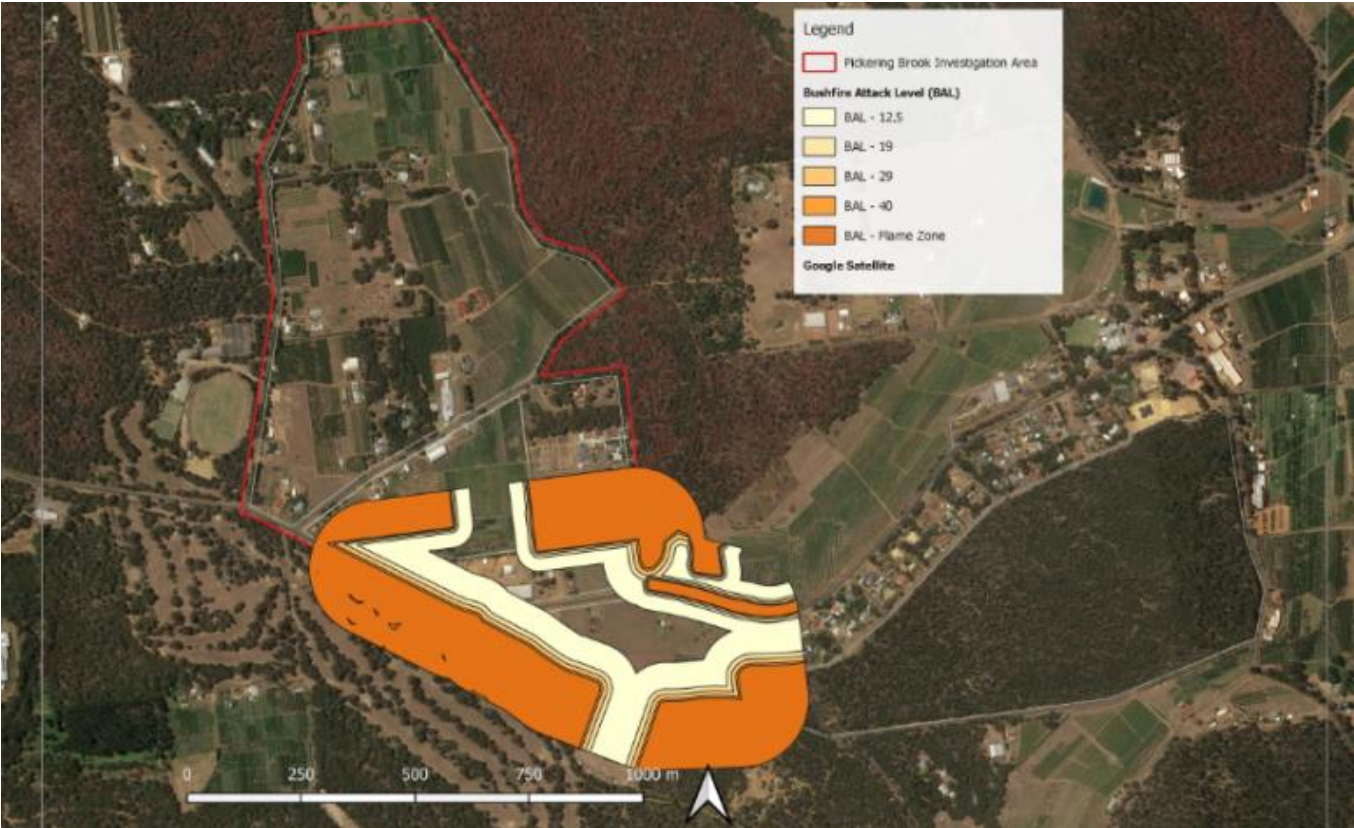 Legend
Pickering Brook Investigation Area
Bushfire Attack Level (BAL)
BAL - 12.5
BAL - 19
BAL - 29
BAL - 40
BAL - Flame Zone
Google Satellite
0 250 500 750 1000 m